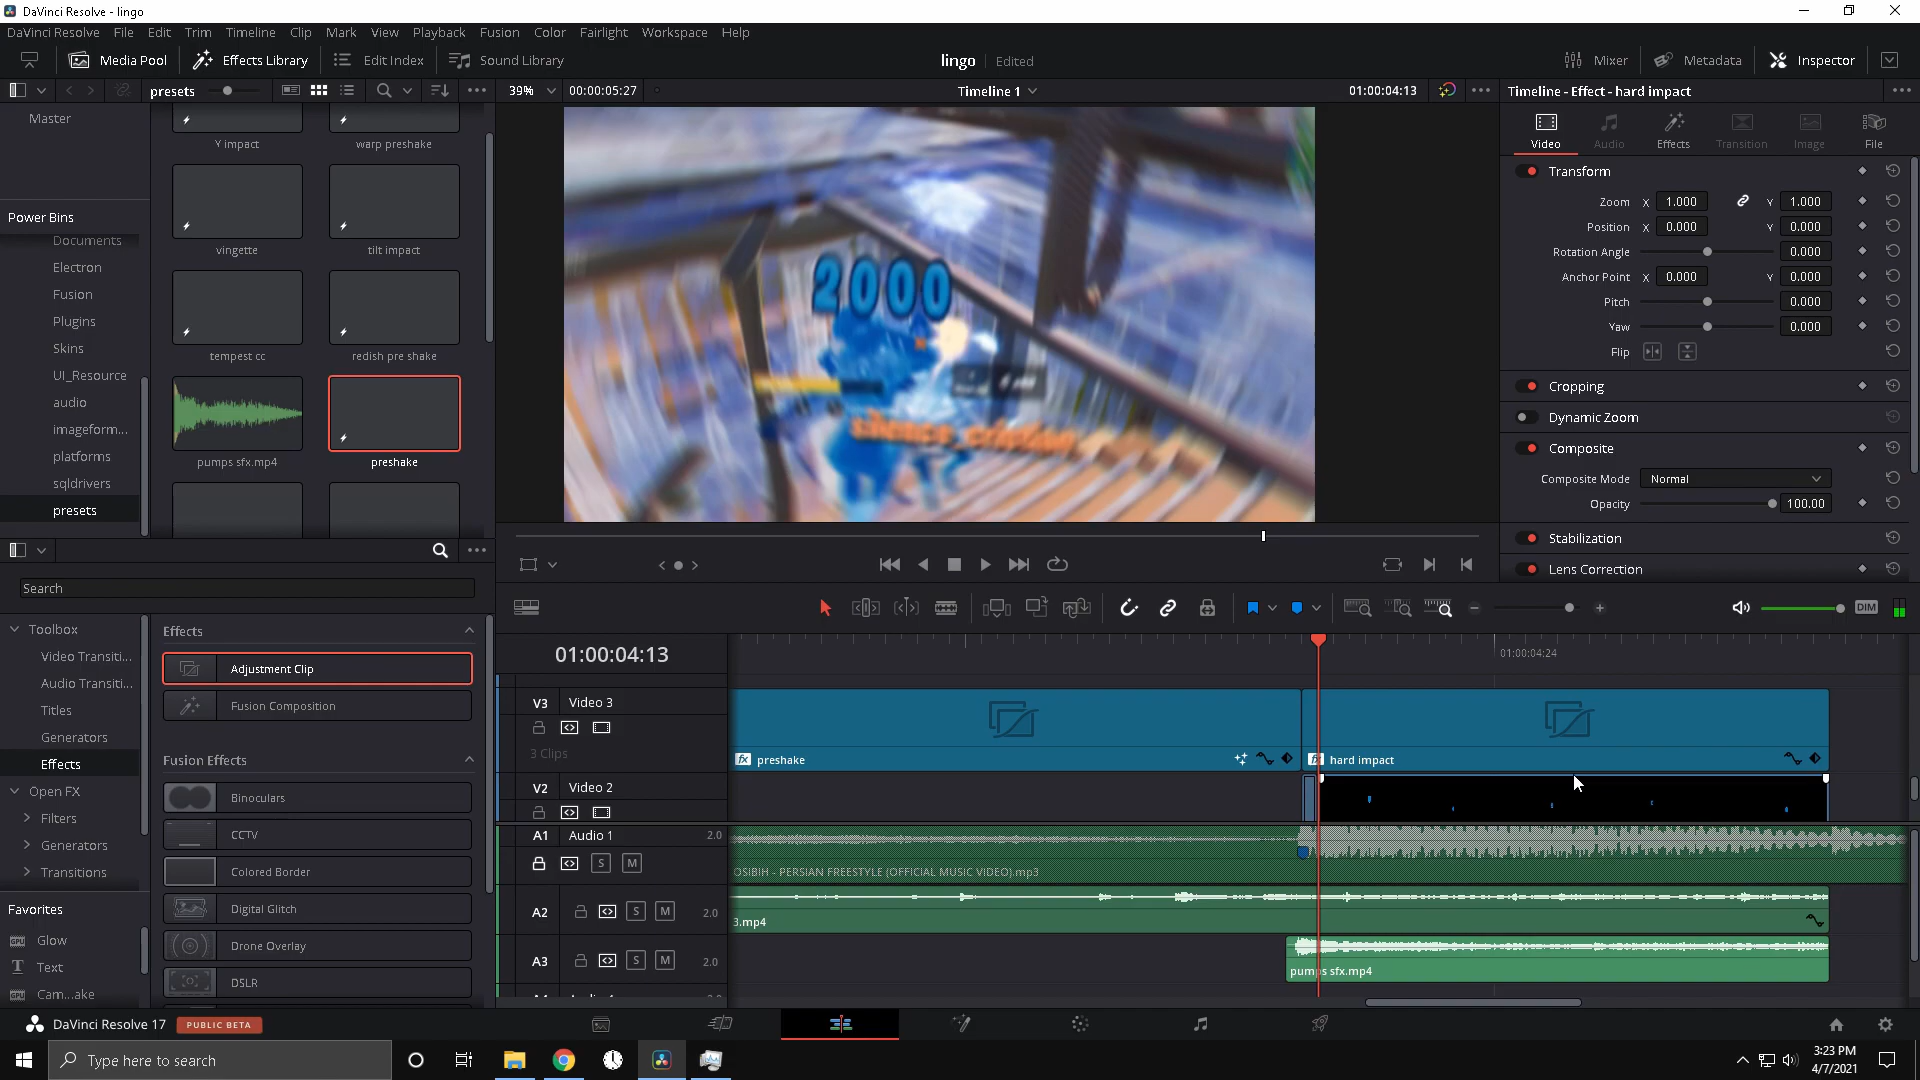 DaVinci Resolve - lingo
DaVinci Resolve File Edit Trim Timeline Clip Mark View Playback Fusion Color Fairlight Workspace Help
Media Pool Effects Library Edit Index Sound Library lingo Edited Mixer Metadata Inspector
presets 39% 00:00:05:27 Timeline 1 01:00:04:13 Timeline - Effect - hard impact
Master
Y impact warp preshake
vingette tilt impact
tempest cc redish pre shake
pumps sfx.mp4 preshake
Power Bins
Documents
Electron
Fusion
Plugins
Skins
UI_Resource
audio
imageform...
platforms
sqldrivers
presets
2000
Video Audio Effects Transition Image File
Transform
Zoom X 1.000 Y 1.000
Position X 0.000 Y 0.000
Rotation Angle 0.000
Anchor Point X 0.000 Y 0.000
Pitch 0.000
Yaw 0.000
Flip
Cropping
Dynamic Zoom
Composite
Composite Mode Normal
Opacity 100.00
Stabilization
Lens Correction
Search
Toolbox
Video Transiti...
Audio Transiti...
Titles
Generators
Effects
Open FX
Filters
Generators
Transitions
Favorites
Glow
T Text
Cam...ake
Effects
Adjustment Clip
Fusion Composition
Fusion Effects
Binoculars
CCTV
Colored Border
Digital Glitch
Drone Overlay
DSLR
DIM
01:00:04:13 01:00:04:24
V3 Video 3
3 Clips
fx preshake fx hard impact
V2 Video 2
A1 Audio 1 2.0
S M
OSIBIH - PERSIAN FREESTYLE (OFFICIAL MUSIC VIDEO).mp3
A2 S M 2.0
3.mp4
A3 S M 2.0
pumps sfx.mp4
DaVinci Resolve 17 PUBLIC BETA
Type here to search
3:23 PM
4/7/2021